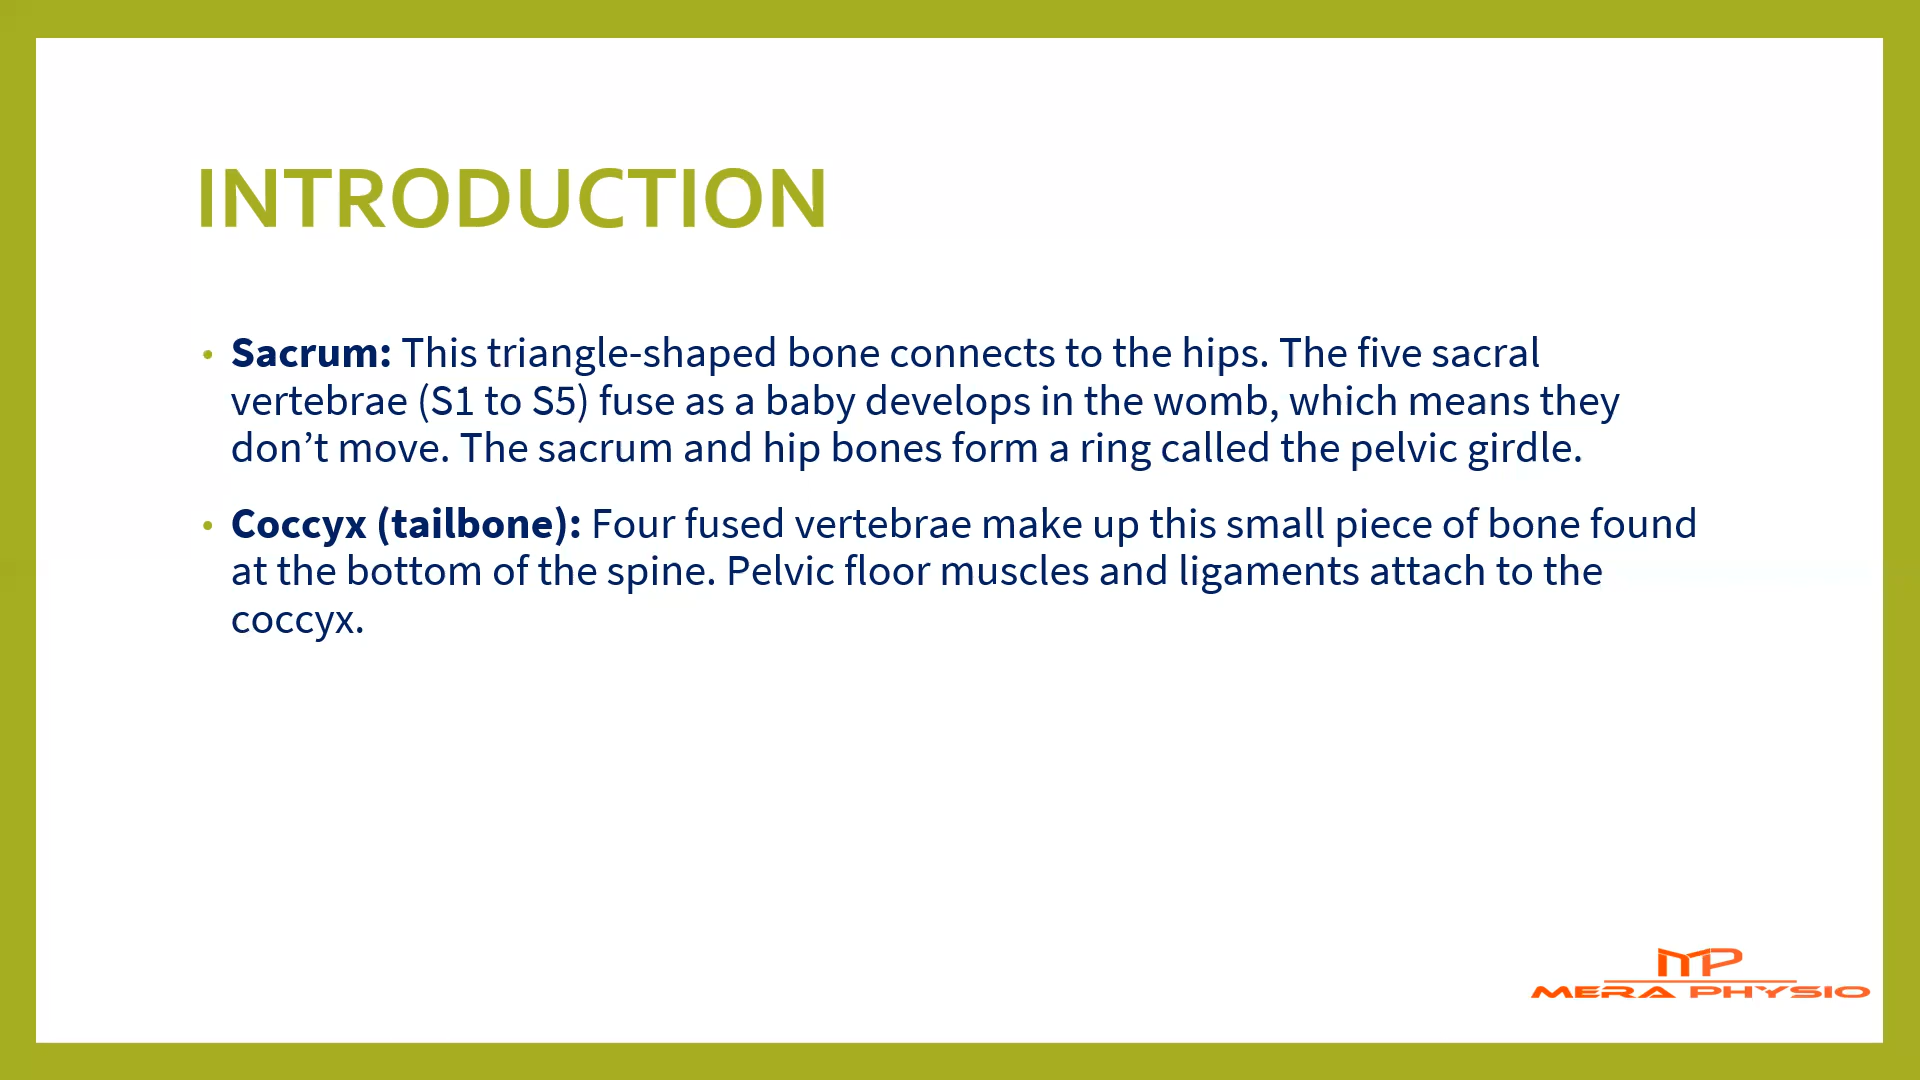 INTRODUCTION
• Sacrum: This triangle-shaped bone connects to the hips. The five sacral
vertebrae (S1 to S5) fuse as a baby develops in the womb, which means they
don’t move. The sacrum and hip bones form a ring called the pelvic girdle.
• Coccyx (tailbone): Four fused vertebrae make up this small piece of bone found
at the bottom of the spine. Pelvic floor muscles and ligaments attach to the
coccyx.
MP
MERA PHYSIO